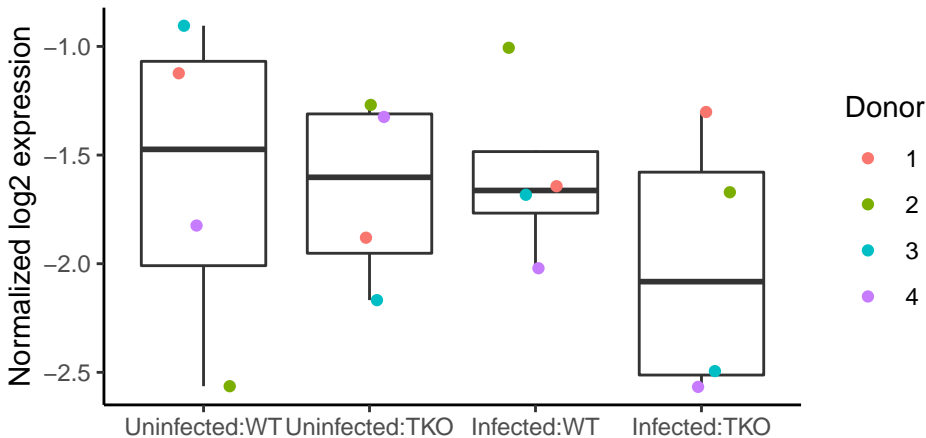 Normalized log2 expression
−1.0
−1.5
−2.0
−2.5
Uninfected:WT
Uninfected:TKO
Infected:WT
Infected:TKO
Donor
1
2
3
4